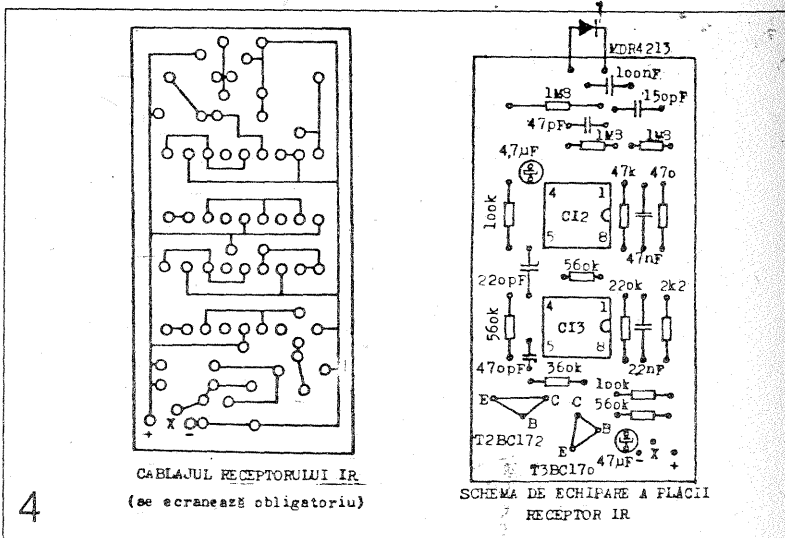 MDR4213
100nF
1M8
150pF
47pF
1M8
1M8
4,7µF
47k
470
100k
4
1
CI2
5
8
47nF
560k
220pF
220k
2k2
560k
4
1
CI3
5
8
470pF
360k
22nF
100k
560k
E
C
C
B
B
T2BC172
E
47µF
-
X
+
T3BC170
+
X
-
CABLAJUL RECEPTORULUI IR
(se ecranează obligatoriu)
SCHEMA DE ECHIPARE A PLĂCII
RECEPTOR IR
4